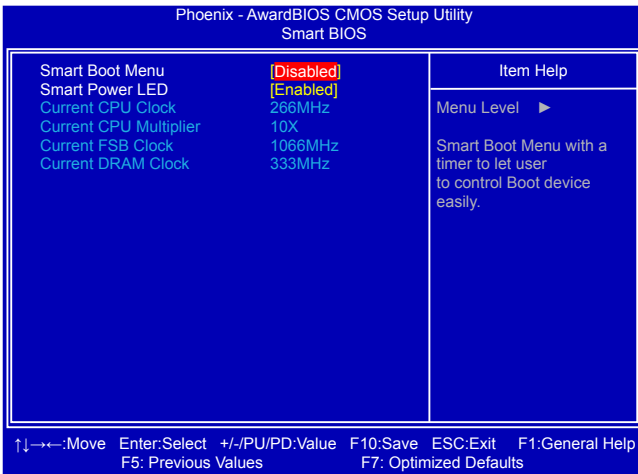 Phoenix - AwardBIOS CMOS Setup Utility
Smart BIOS
Smart Boot Menu [Disabled]
Smart Power LED [Enabled]
Current CPU Clock 266MHz
Current CPU Multiplier 10X
Current FSB Clock 1066MHz
Current DRAM Clock 333MHz
Item Help
Menu Level ►
Smart Boot Menu with a
timer to let user
to control Boot device
easily.
↑↓→←:Move Enter:Select +/-/PU/PD:Value F10:Save ESC:Exit F1:General Help
F5: Previous Values F7: Optimized Defaults